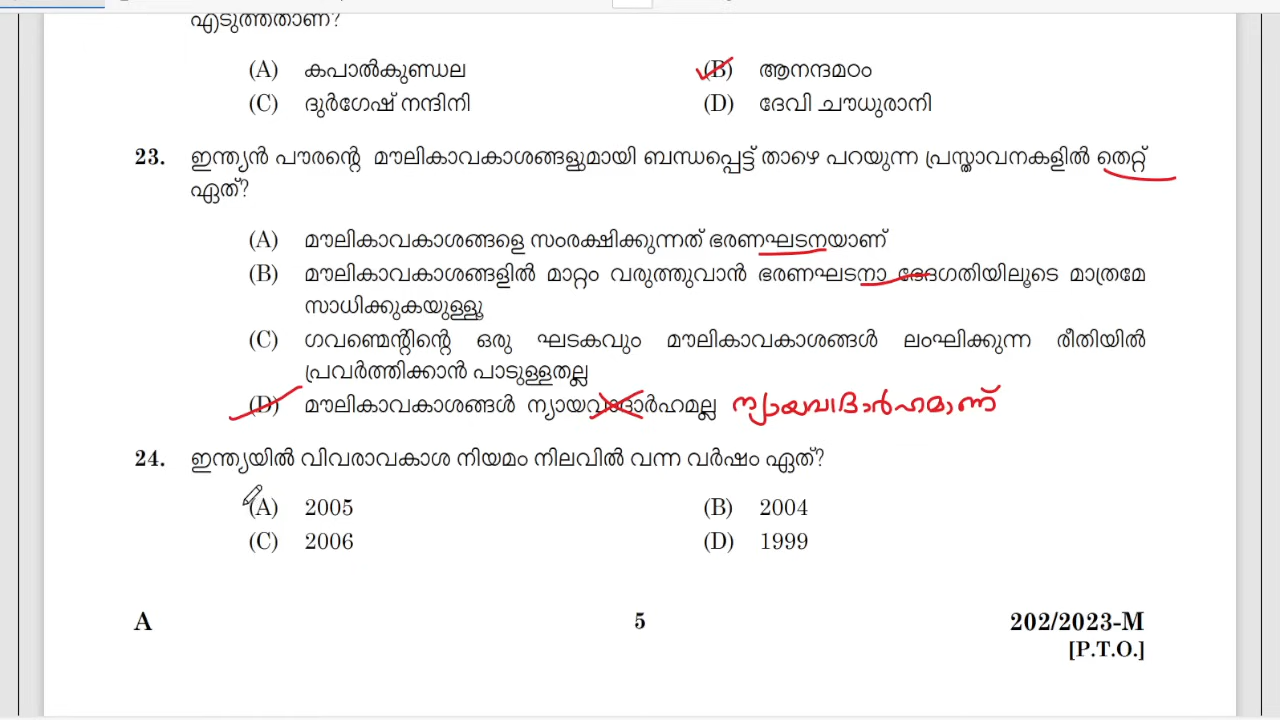 എടുത്തതാണ്?
(A) കപാൽകുണ്ഡല (B) ആനന്ദമഠം
(C) ദുർഗേഷ് നന്ദിനി (D) ദേവി ചൗധുരാനി
23. ഇന്ത്യൻ പൗരന്റെ മൗലികാവകാശങ്ങളുമായി ബന്ധപ്പെട്ട് താഴെ പറയുന്ന പ്രസ്താവനകളിൽ തെറ്റ്
ഏത്?
(A) മൗലികാവകാശങ്ങളെ സംരക്ഷിക്കുന്നത് ഭരണഘടനയാണ്
(B) മൗലികാവകാശങ്ങളിൽ മാറ്റം വരുത്തുവാൻ ഭരണഘടനാ ഭേദഗതിയിലൂടെ മാത്രമേ
സാധിക്കുകയുള്ളൂ
(C) ഗവണ്മെന്റിന്റെ ഒരു ഘടകവും മൗലികാവകാശങ്ങൾ ലംഘിക്കുന്ന രീതിയിൽ
പ്രവർത്തിക്കാൻ പാടുള്ളതല്ല
(D) മൗലികാവകാശങ്ങൾ ന്യായവാദാർഹമല്ല ന്യായവാദാർഹമാണ്
24. ഇന്ത്യയിൽ വിവരാവകാശ നിയമം നിലവിൽ വന്ന വർഷം ഏത്?
(A) 2005 (B) 2004
(C) 2006 (D) 1999
A 5 202/2023-M
[P.T.O.]